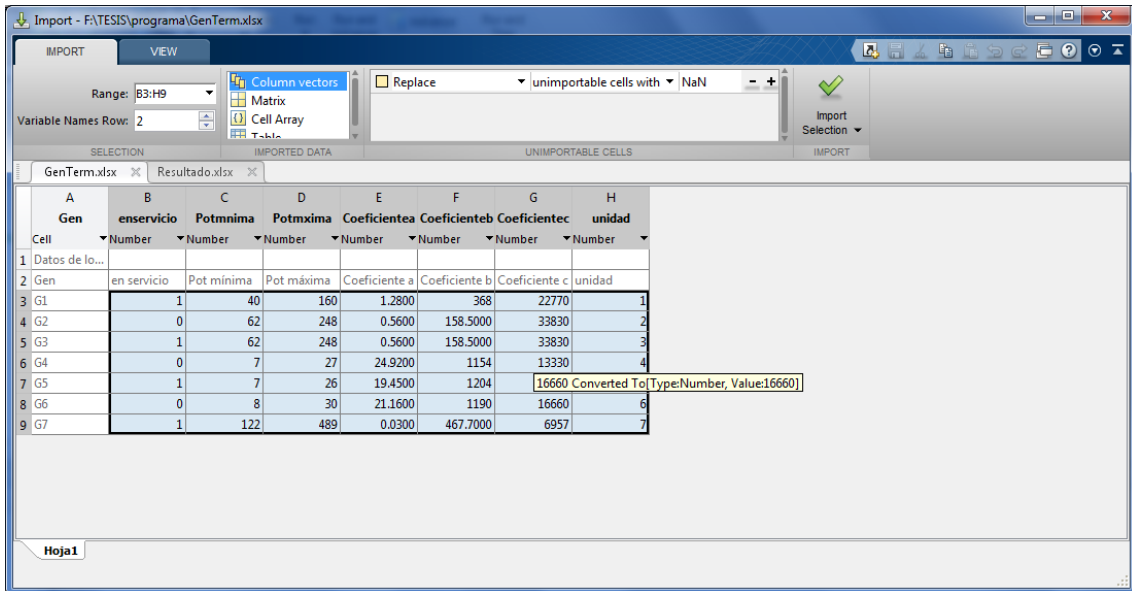 Import - F:\TESIS\programa\GenTerm.xlsx
IMPORT VIEW
Range: B3:H9
Variable Names Row: 2
Column vectors
Matrix
Cell Array
Table
Replace unimportable cells with NaN - +
Import
Selection
SELECTION IMPORTED DATA UNIMPORTABLE CELLS IMPORT
GenTerm.xlsx Resultado.xlsx
A B C D E F G H
Gen enservicio Potmnima Potmxima Coeficientea Coeficienteb Coeficientec unidad
Cell Number Number Number Number Number Number Number
1 Datos de lo...
2 Gen en servicio Pot mínima Pot máxima Coeficiente a Coeficiente b Coeficiente c unidad
3 G1 1 40 160 1.2800 368 22770 1
4 G2 0 62 248 0.5600 158.5000 33830 2
5 G3 1 62 248 0.5600 158.5000 33830 3
6 G4 0 7 27 24.9200 1154 13330 4
7 G5 1 7 26 19.4500 1204 16660 Converted To[Type:Number, Value:16660]
8 G6 0 8 30 21.1600 1190 16660 6
9 G7 1 122 489 0.0300 467.7000 6957 7
Hoja1